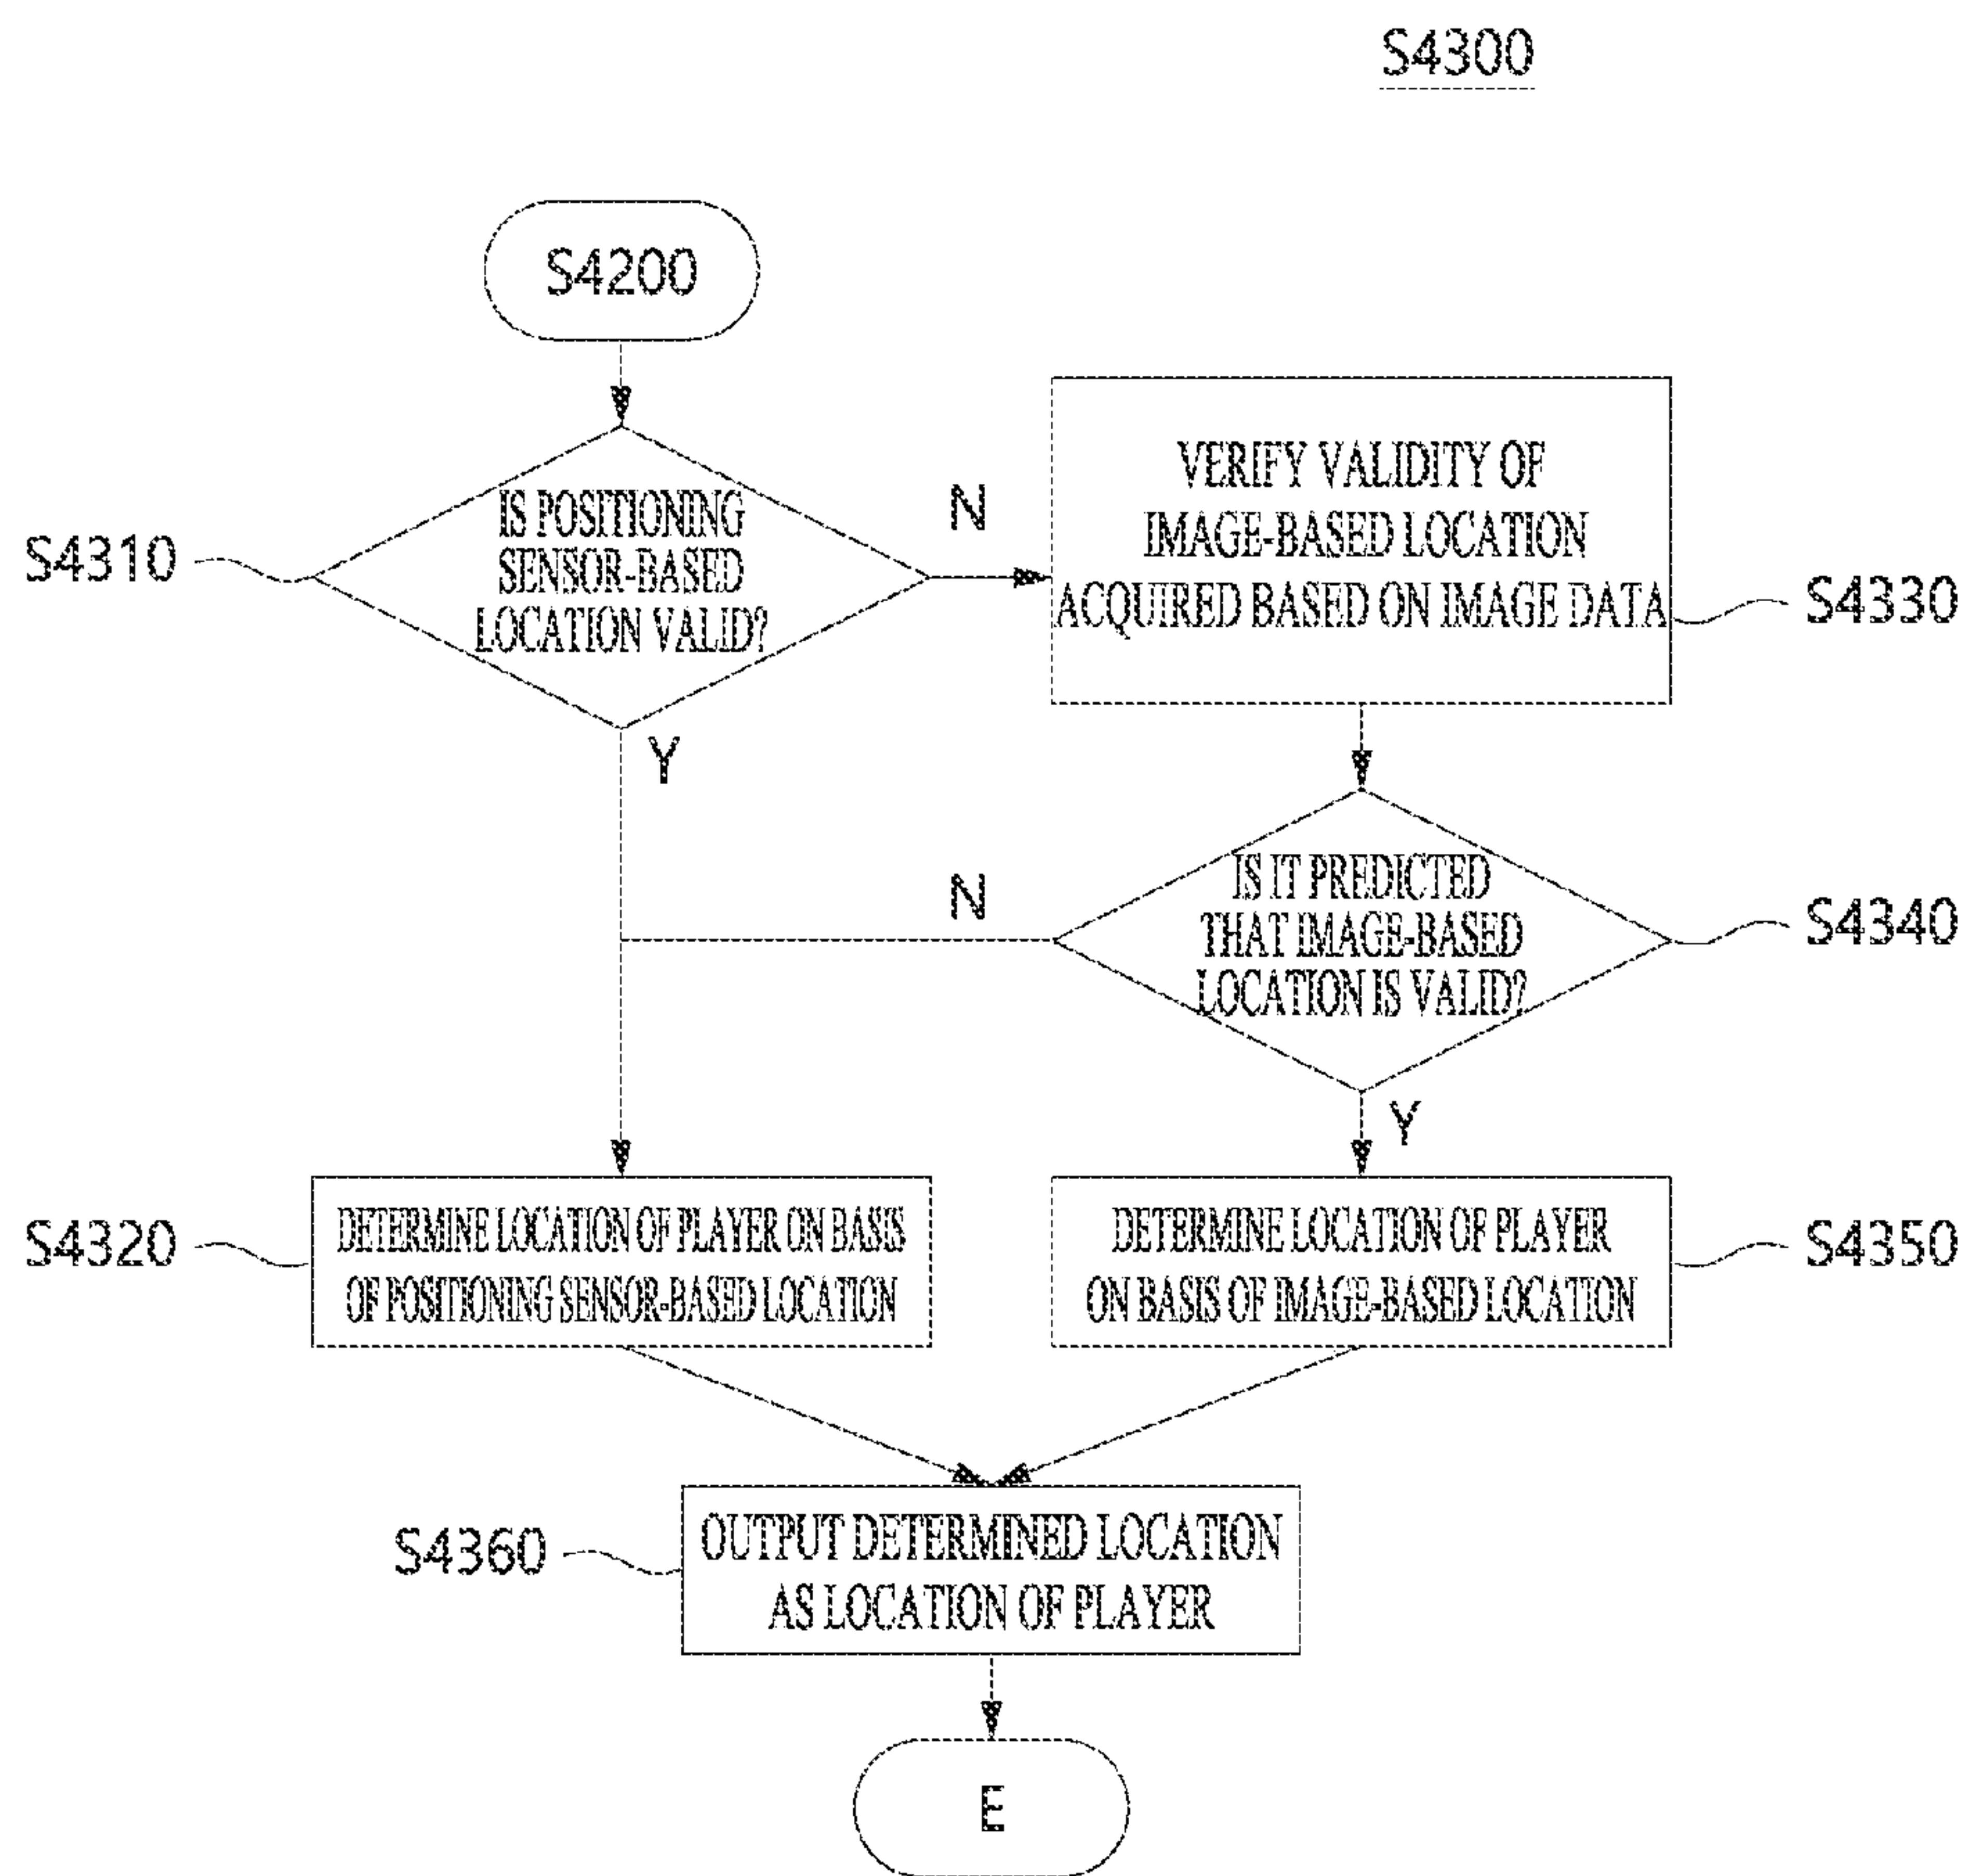 S4300
S4200
S4310
IS POSITIONING
SENSOR-BASED
LOCATION VALID?
N
Y
VERIFY VALIDITY OF
IMAGE-BASED LOCATION
ACQUIRED BASED ON IMAGE DATA
S4330
IS IT PREDICTED
THAT IMAGE-BASED
LOCATION IS VALID?
N
Y
S4340
S4320
DETERMINE LOCATION OF PLAYER ON BASIS
OF POSITIONING SENSOR-BASED LOCATION
DETERMINE LOCATION OF PLAYER
ON BASIS OF IMAGE-BASED LOCATION
S4350
S4360
OUTPUT DETERMINED LOCATION
AS LOCATION OF PLAYER
E